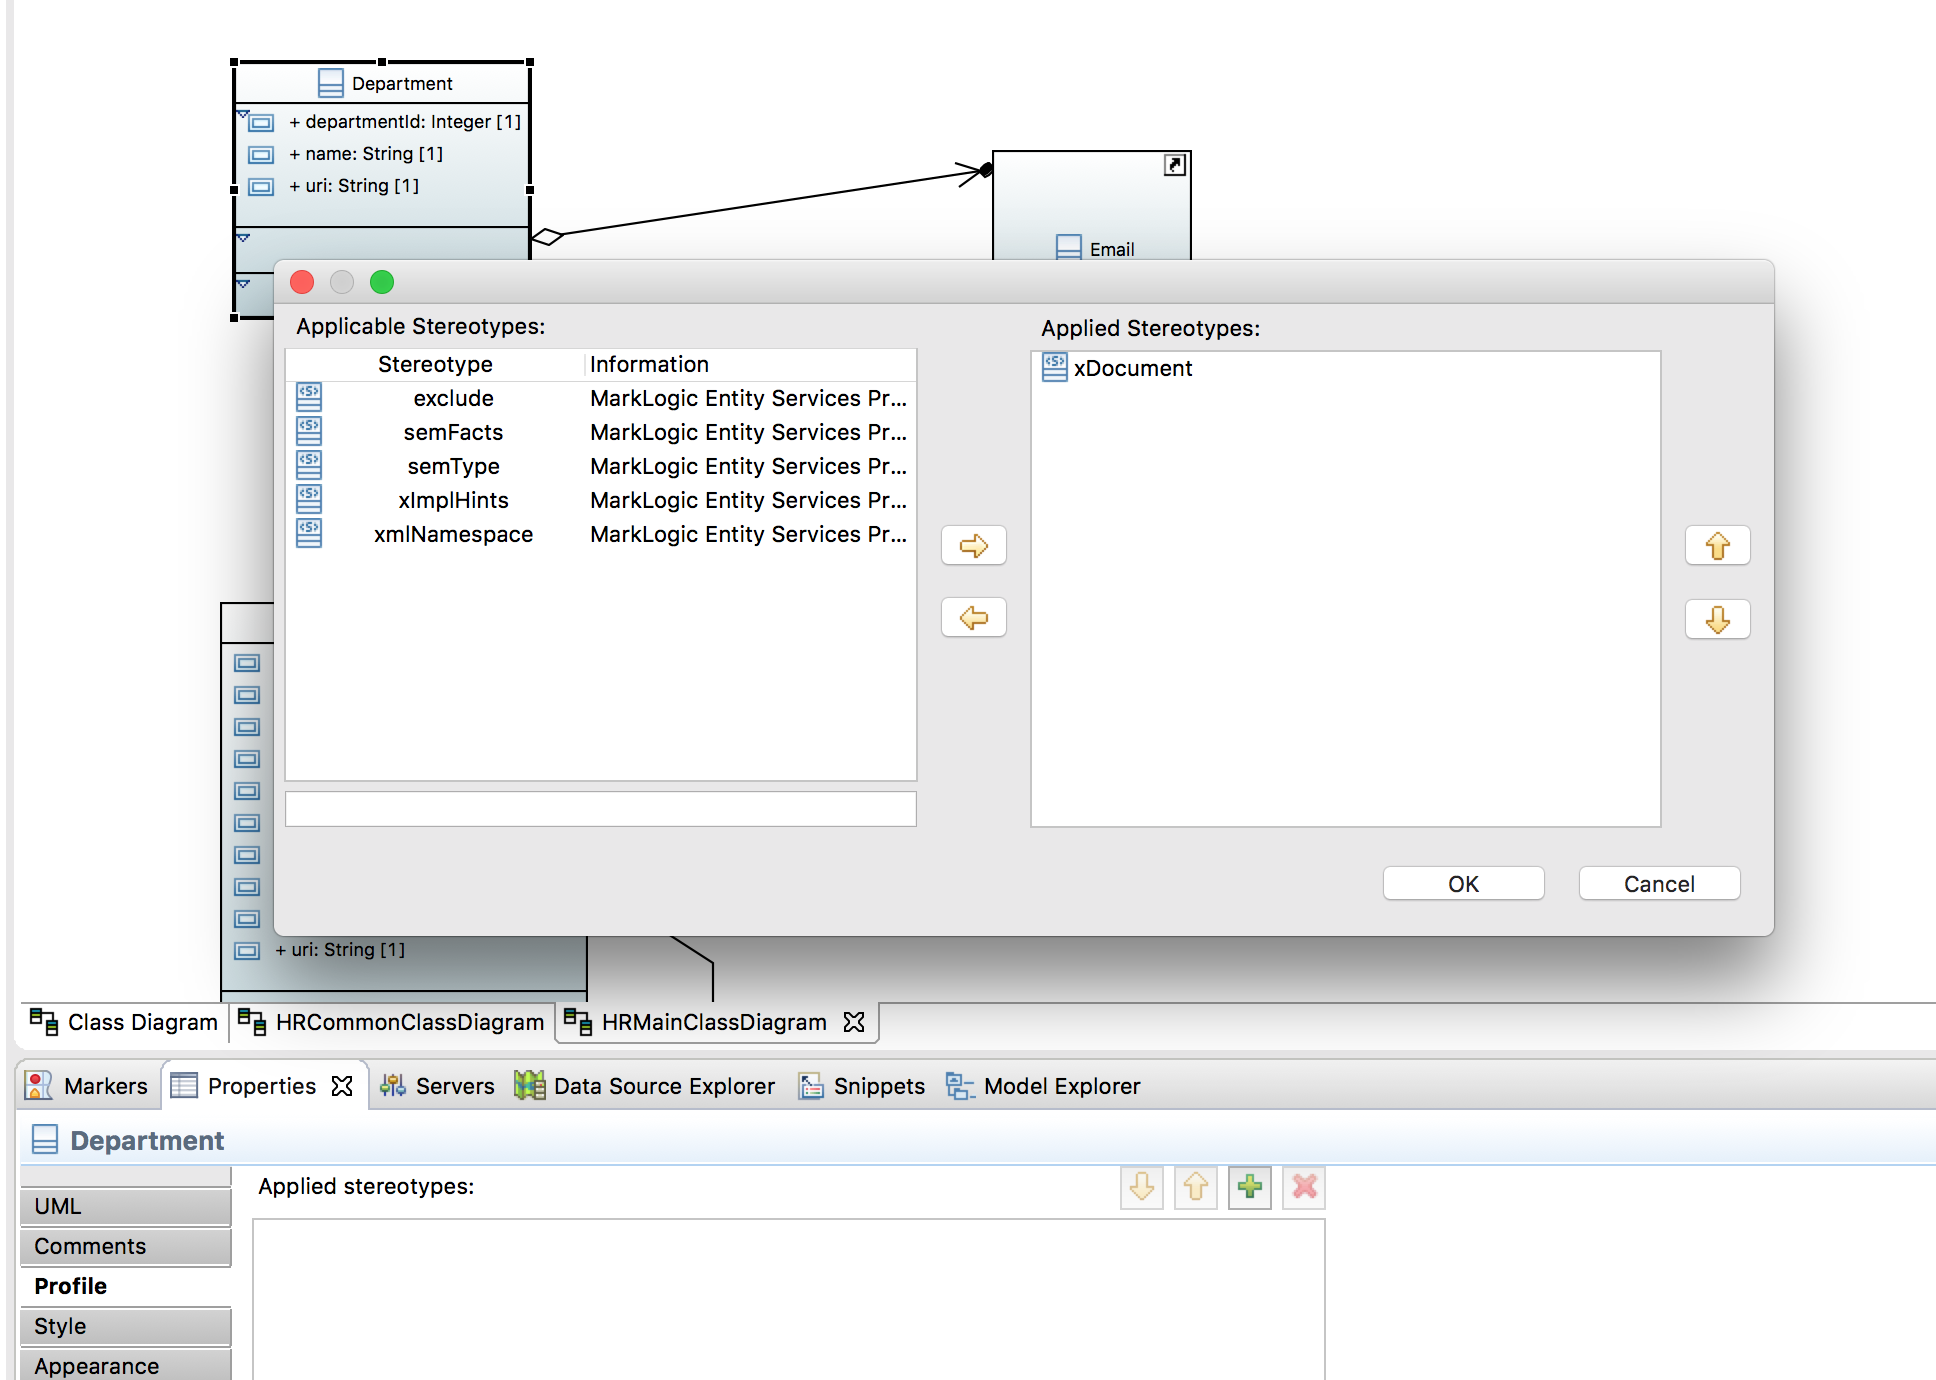 Department
+ departmentId: Integer [1]
+ name: String [1]
+ uri: String [1]
Email
Applicable Stereotypes:
Stereotype Information
exclude MarkLogic Entity Services Pr...
semFacts MarkLogic Entity Services Pr...
semType MarkLogic Entity Services Pr...
xImplHints MarkLogic Entity Services Pr...
xmlNamespace MarkLogic Entity Services Pr...
Applied Stereotypes:
xDocument
OK Cancel
+ uri: String [1]
Class Diagram HRCommonClassDiagram HRMainClassDiagram
Markers Properties Servers Data Source Explorer Snippets Model Explorer
Department
Applied stereotypes:
UML
Comments
Profile
Style
Appearance